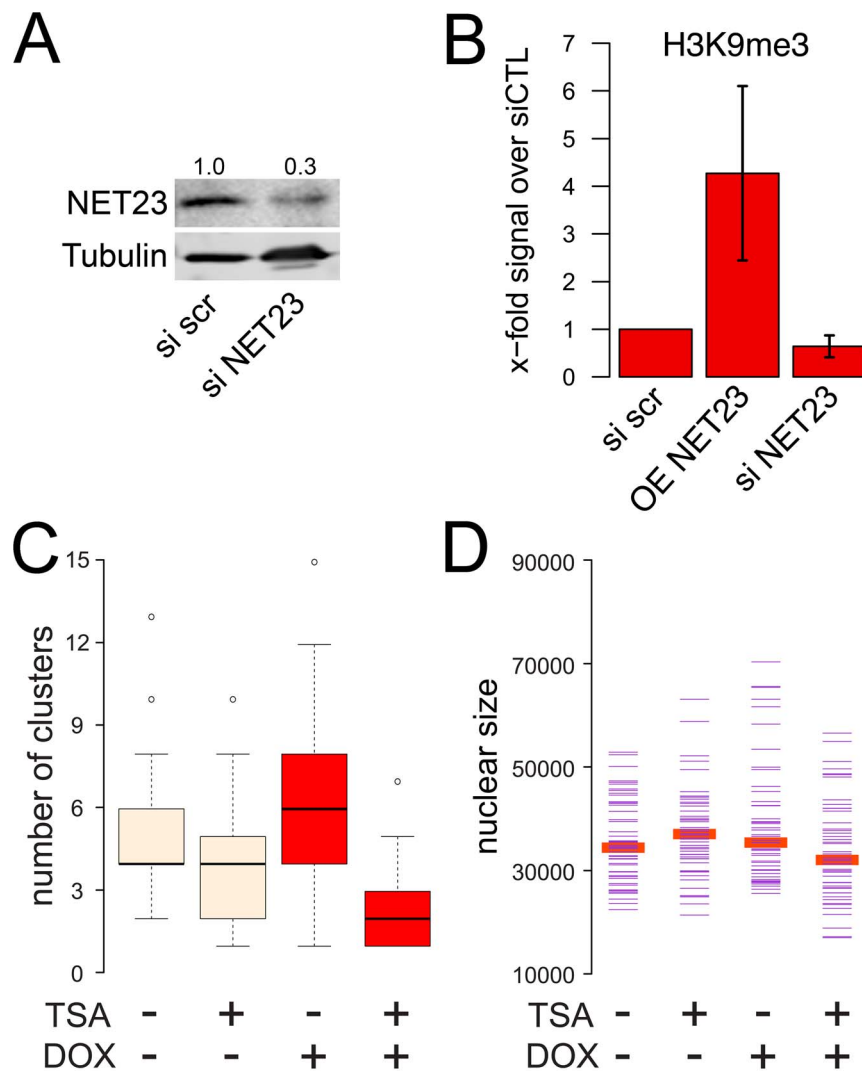 A
1.0 0.3
NET23
Tubulin
si scr
si NET23
B
H3K9me3
x-fold signal over siCTL
7
6
5
4
3
2
1
0
si scr
OE NET23
si NET23
C
number of clusters
15
12
9
6
3
0
TSA - + - +
DOX - - + +
D
nuclear size
90000
70000
50000
30000
10000
TSA - + - +
DOX - - + +